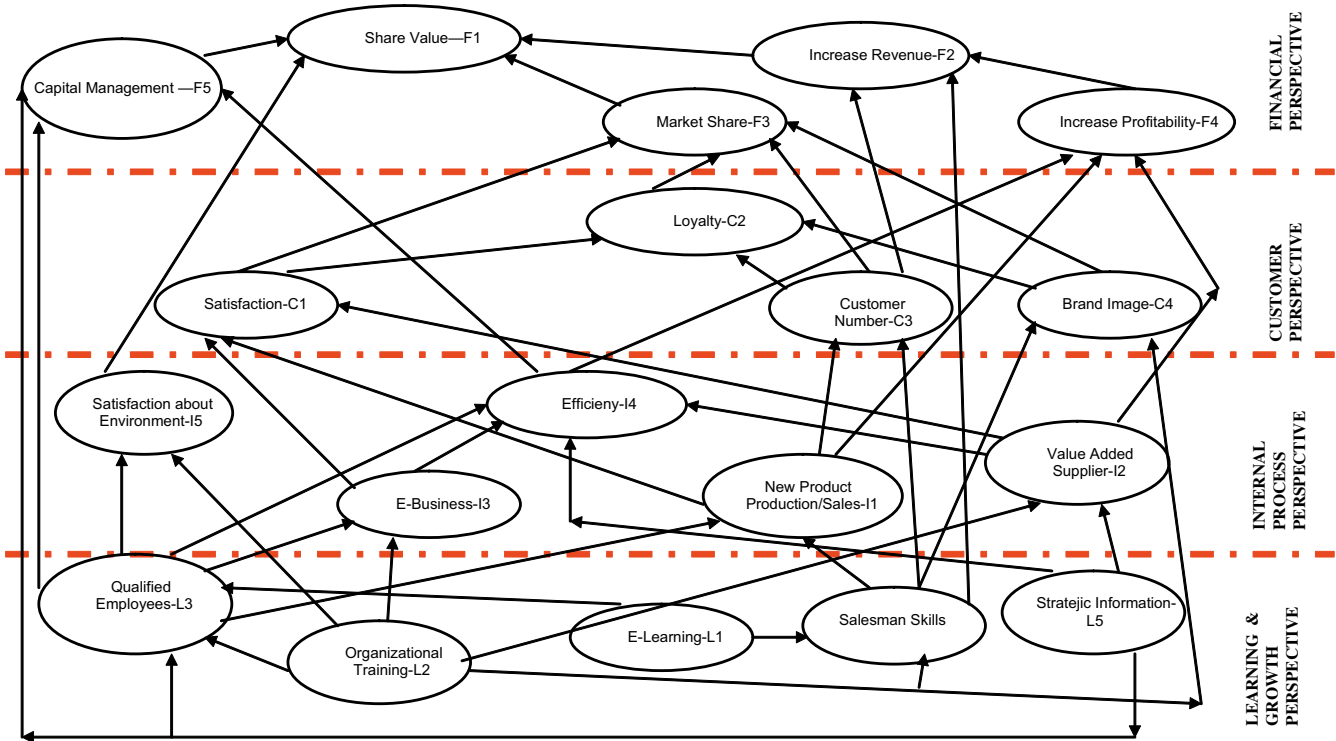 Share Value—F1
Increase Revenue-F2
Capital Management —F5
Market Share-F3
Increase Profitability-F4
FINANCIAL
PERSPECTIVE
Loyalty-C2
Satisfaction-C1
Customer
Number-C3
Brand Image-C4
CUSTOMER
PERSPECTIVE
Satisfaction about
Environment-I5
Efficieny-I4
E-Business-I3
New Product
Production/Sales-I1
Value Added
Supplier-I2
INTERNAL
PROCESS
PERSPECTIVE
Qualified
Employees-L3
Organizational
Training-L2
E-Learning-L1
Salesman Skills
Stratejic Information-
L5
LEARNING &
GROWTH
PERSPECTIVE